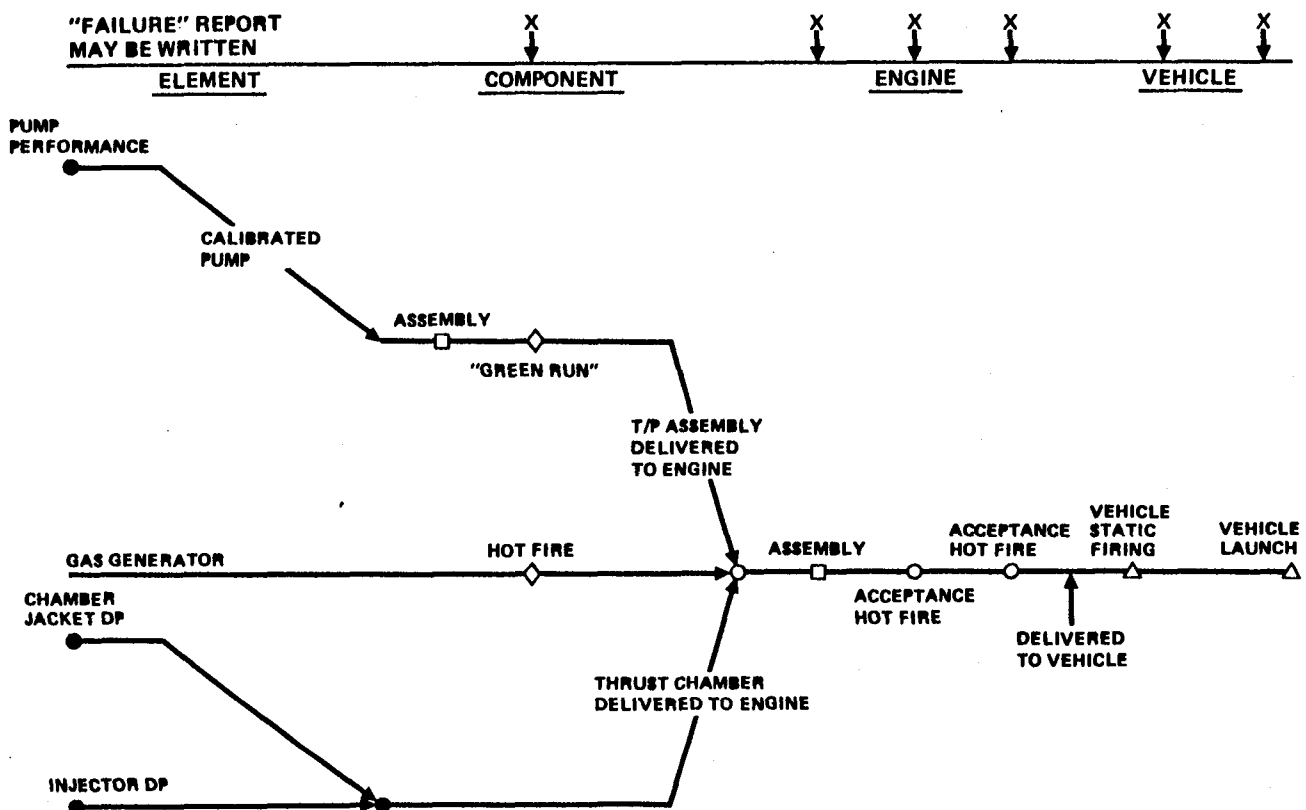 "FAILURE" REPORT
MAY BE WRITTEN
X X X X X X
ELEMENT COMPONENT ENGINE VEHICLE
PUMP
PERFORMANCE
CALIBRATED
PUMP
ASSEMBLY
"GREEN RUN"
T/P ASSEMBLY
DELIVERED
TO ENGINE
GAS GENERATOR
HOT FIRE
ASSEMBLY
ACCEPTANCE
HOT FIRE
ACCEPTANCE
HOT FIRE
VEHICLE
STATIC
FIRING
VEHICLE
LAUNCH
DELIVERED
TO VEHICLE
CHAMBER
JACKET DP
THRUST CHAMBER
DELIVERED TO ENGINE
INJECTOR DP